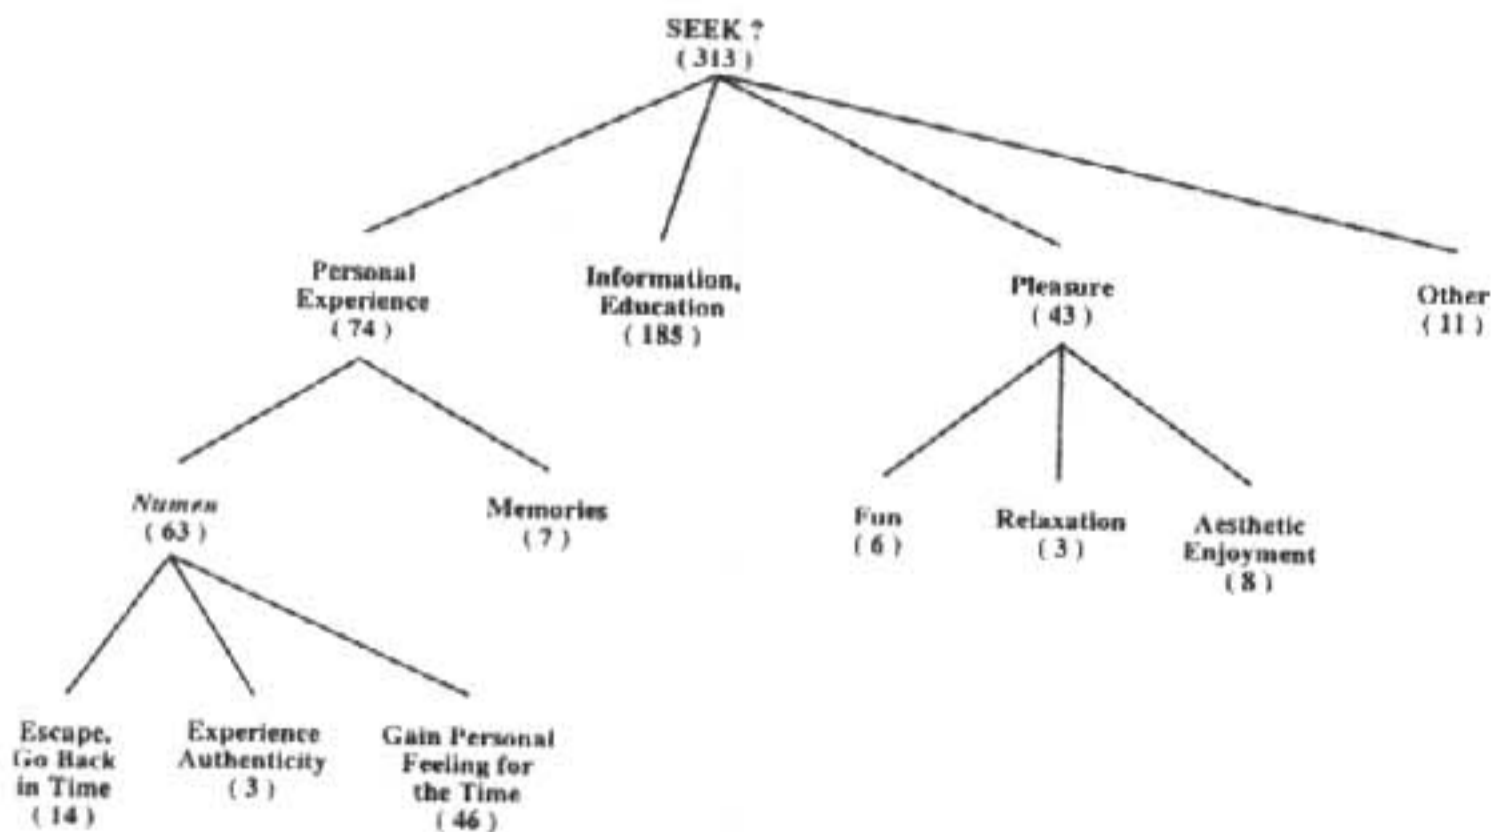 SEEK ?
( 313 )
Personal
Experience
( 74 )
Information,
Education
( 185 )
Pleasure
( 43 )
Other
( 11 )
Numen
( 63 )
Memories
( 7 )
Fun
( 6 )
Relaxation
( 3 )
Aesthetic
Enjoyment
( 8 )
Escape,
Go Back
in Time
( 14 )
Experience
Authenticity
( 3 )
Gain Personal
Feeling for
the Time
( 46 )